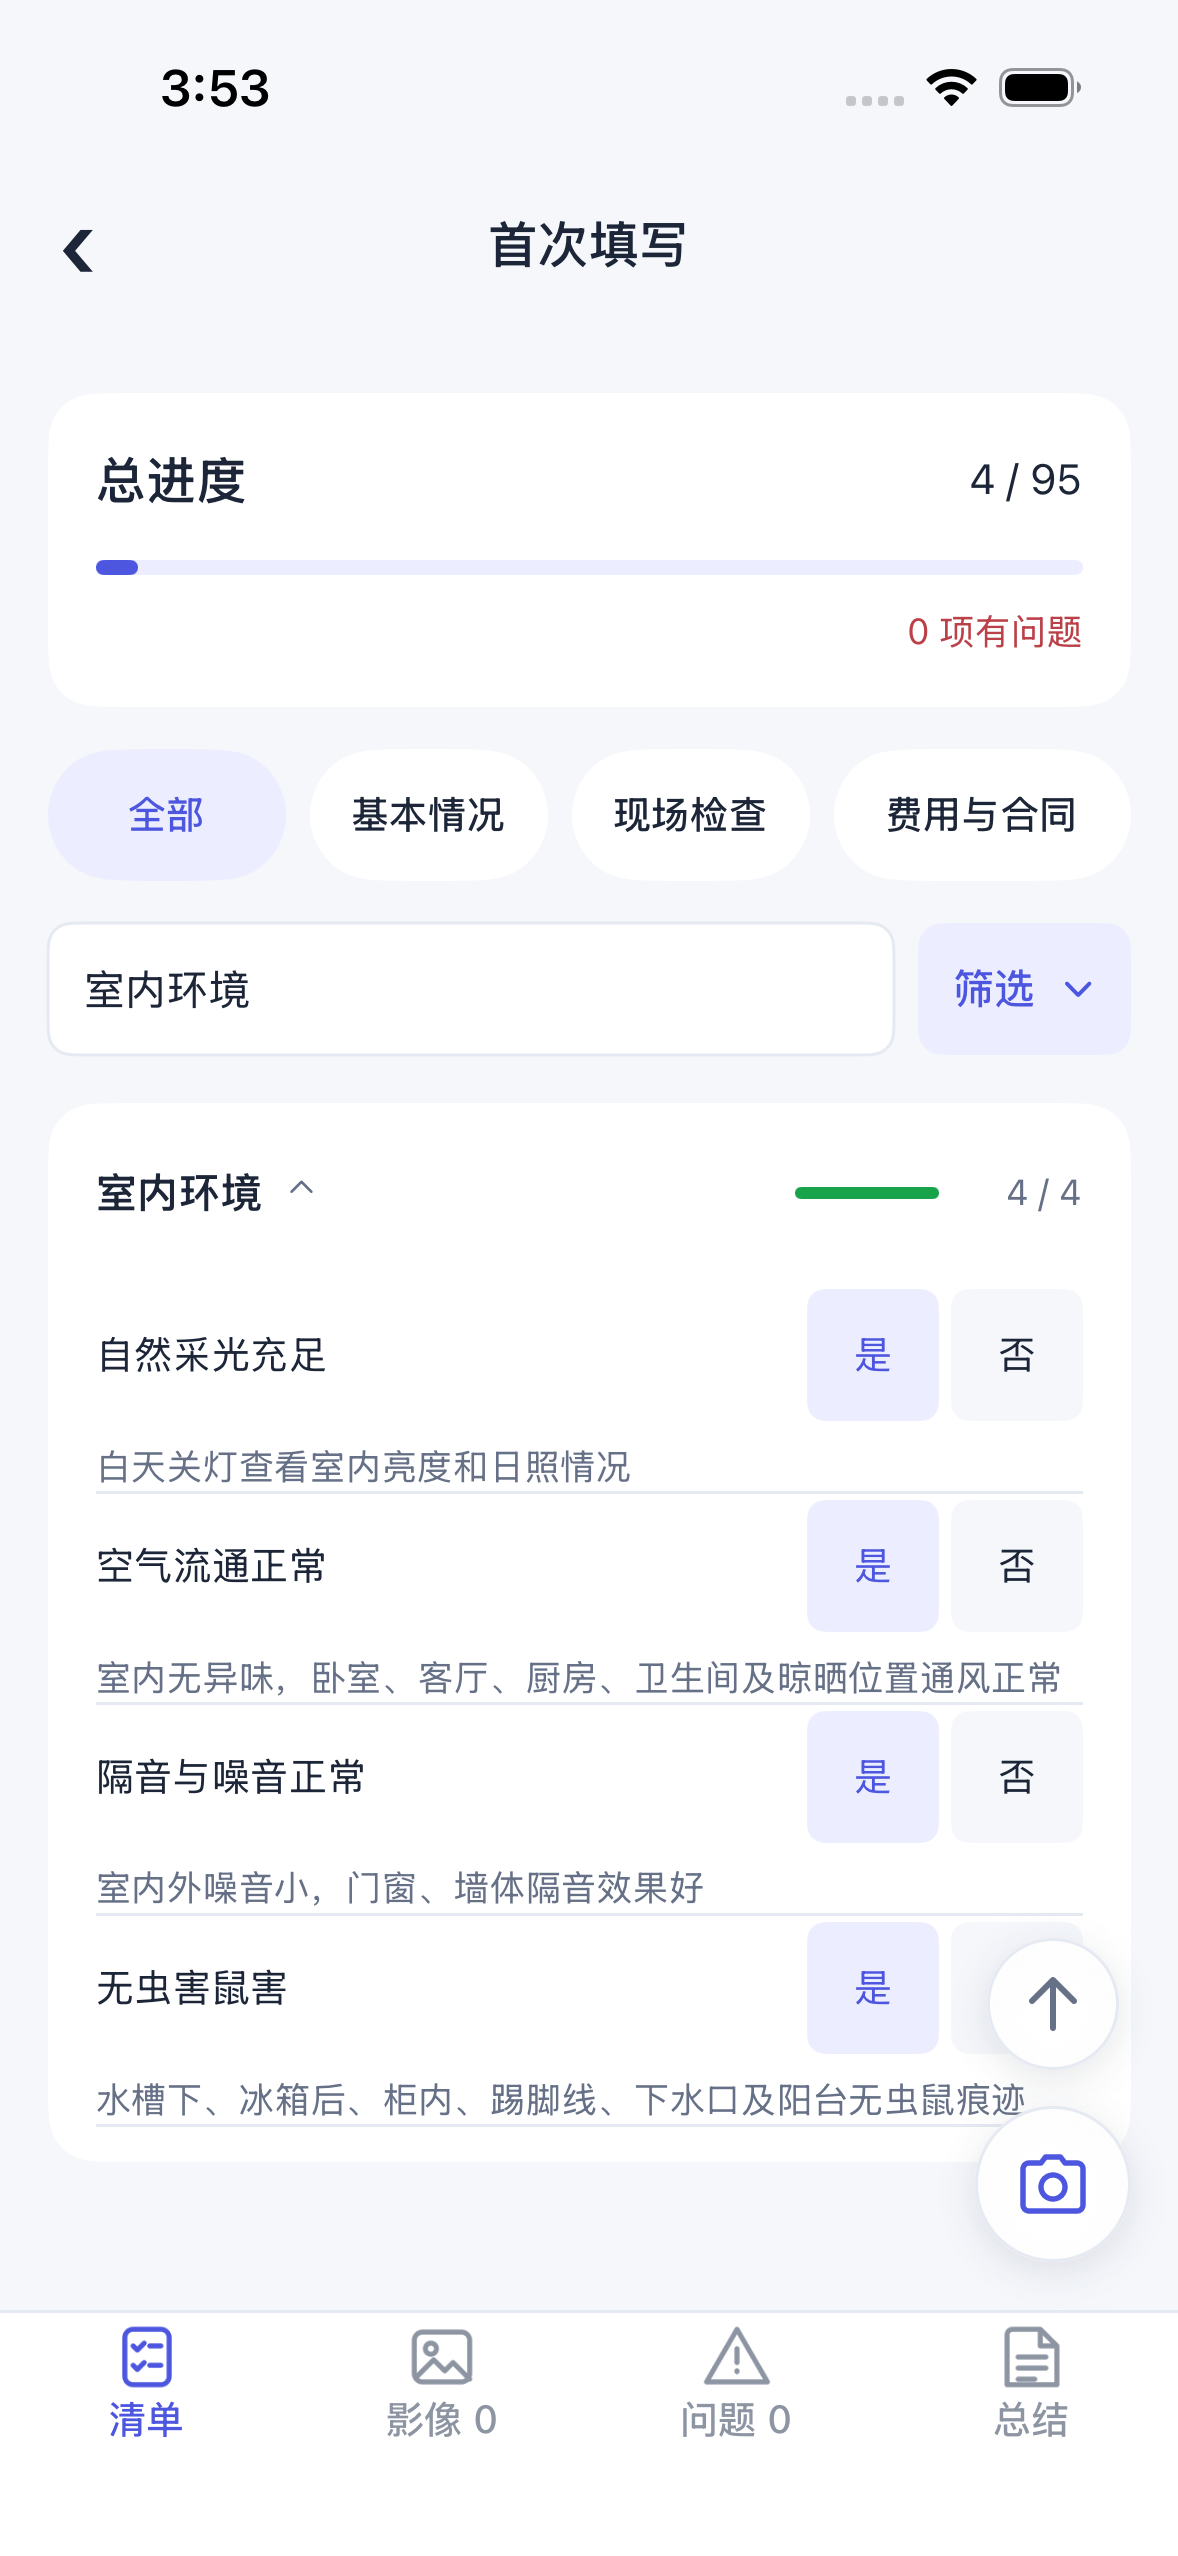 3:53
首次填写
总进度
4 / 95
0 项有问题
全部 基本情况 现场检查 费用与合同
室内环境
筛选
室内环境
4 / 4
自然采光充足
是 否
白天关灯查看室内亮度和日照情况
空气流通正常
是 否
室内无异味，卧室、客厅、厨房、卫生间及晾晒位置通风正常
隔音与噪音正常
是 否
室内外噪音小，门窗、墙体隔音效果好
无虫害鼠害
是
水槽下、冰箱后、柜内、踢脚线、下水口及阳台无虫鼠痕迹
清单 影像 0 问题 0 总结